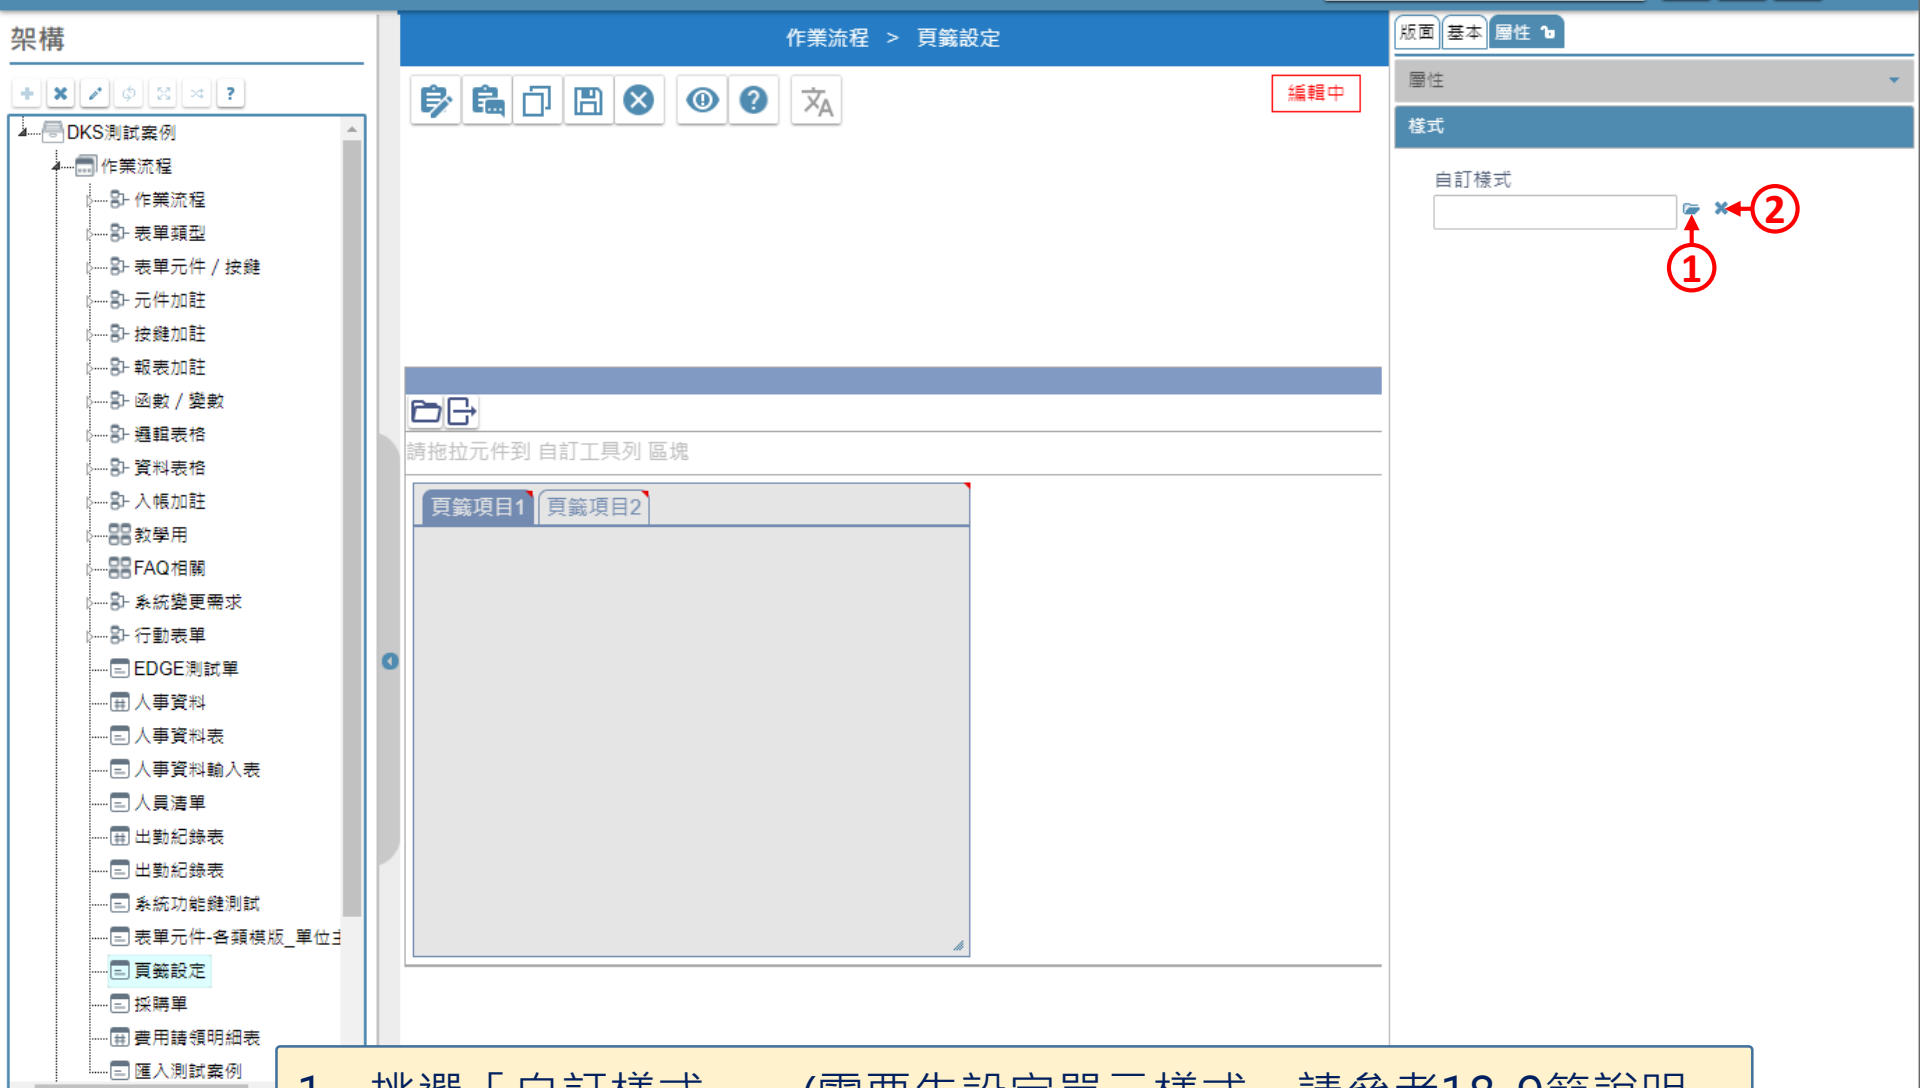 架構
DKS測試案例
作業流程
作業流程
表單類型
表單元件 / 按鍵
元件加註
按鍵加註
報表加註
函數 / 變數
邏輯表格
資料表格
入帳加註
教學用
FAQ相關
系統變更需求
行動表單
EDGE測試單
人事資料
人事資料表
人事資料輸入表
人員清單
出勤紀錄表
出勤紀錄表
系統功能鍵測試
表單元件-各類模版_單位主
頁籤設定
採購單
費用請領明細表
匯入測試案例
作業流程 > 頁籤設定
編輯中
請拖拉元件到 自訂工具列 區塊
頁籤項目1 頁籤項目2
版面 基本 屬性
屬性
樣式
自訂樣式
2
1